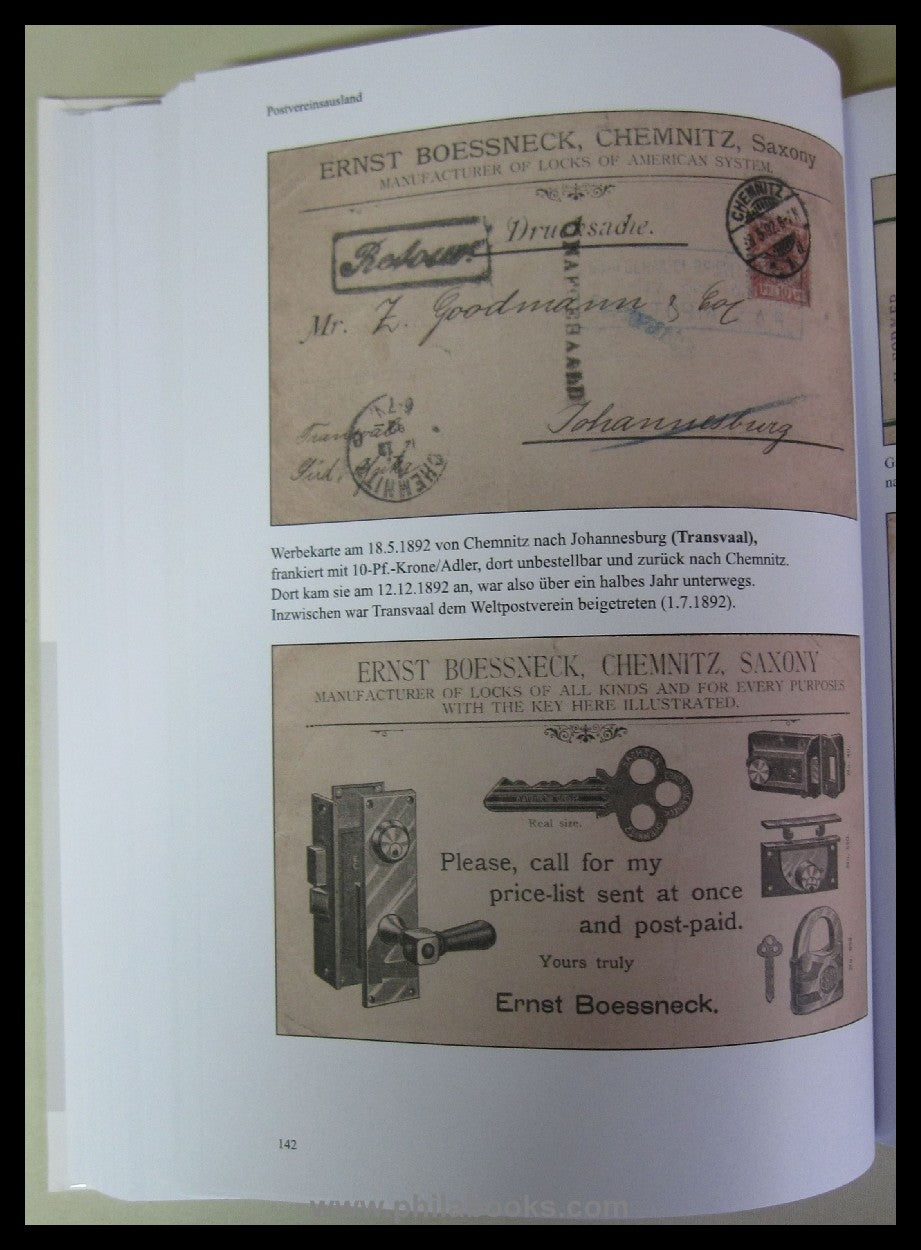 Postvereinsausland
ERNST BOESSNECK, CHEMNITZ, Saxony
MANUFACTURER OF LOCKS OF AMERICAN SYSTEM.
Retour
Drucksache.
CHEMNITZ
Mr. Z. Goodmann & Co
ONAFGEHAALD
Johannesburg
CHEMNITZ
Werbekarte am 18.5.1892 von Chemnitz nach Johannesburg (Transvaal),
frankiert mit 10-Pf.-Krone/Adler, dort unbestellbar und zurück nach Chemnitz.
Dort kam sie am 12.12.1892 an, war also über ein halbes Jahr unterwegs.
Inzwischen war Transvaal dem Weltpostverein beigetreten (1.7.1892).
ERNST BOESSNECK, CHEMNITZ, SAXONY
MANUFACTURER OF LOCKS OF ALL KINDS AND FOR EVERY PURPOSES
WITH THE KEY HERE ILLUSTRATED.
Real size.
Please, call for my
price-list sent at once
and post-paid.
Yours truly
Ernst Boessneck.
142
www.philabooks.com